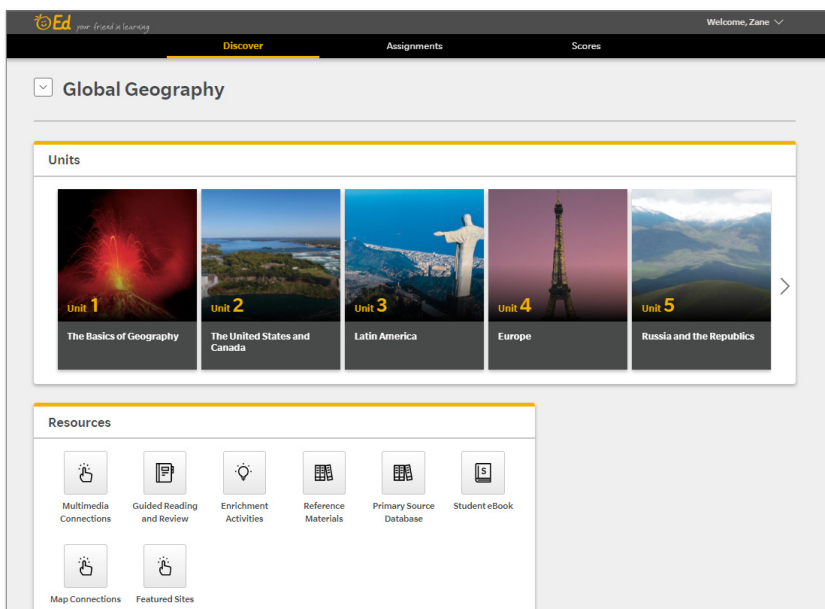 Ed your friend in learning
Welcome, Zane
Discover
Assignments
Scores
Global Geography
Units
Unit 1
The Basics of Geography
Unit 2
The United States and
Canada
Unit 3
Latin America
Unit 4
Europe
Unit 5
Russia and the Republics
Resources
Multimedia
Connections
Guided Reading
and Review
Enrichment
Activities
Reference
Materials
Primary Source
Database
S
Student eBook
Map Connections
Featured Sites